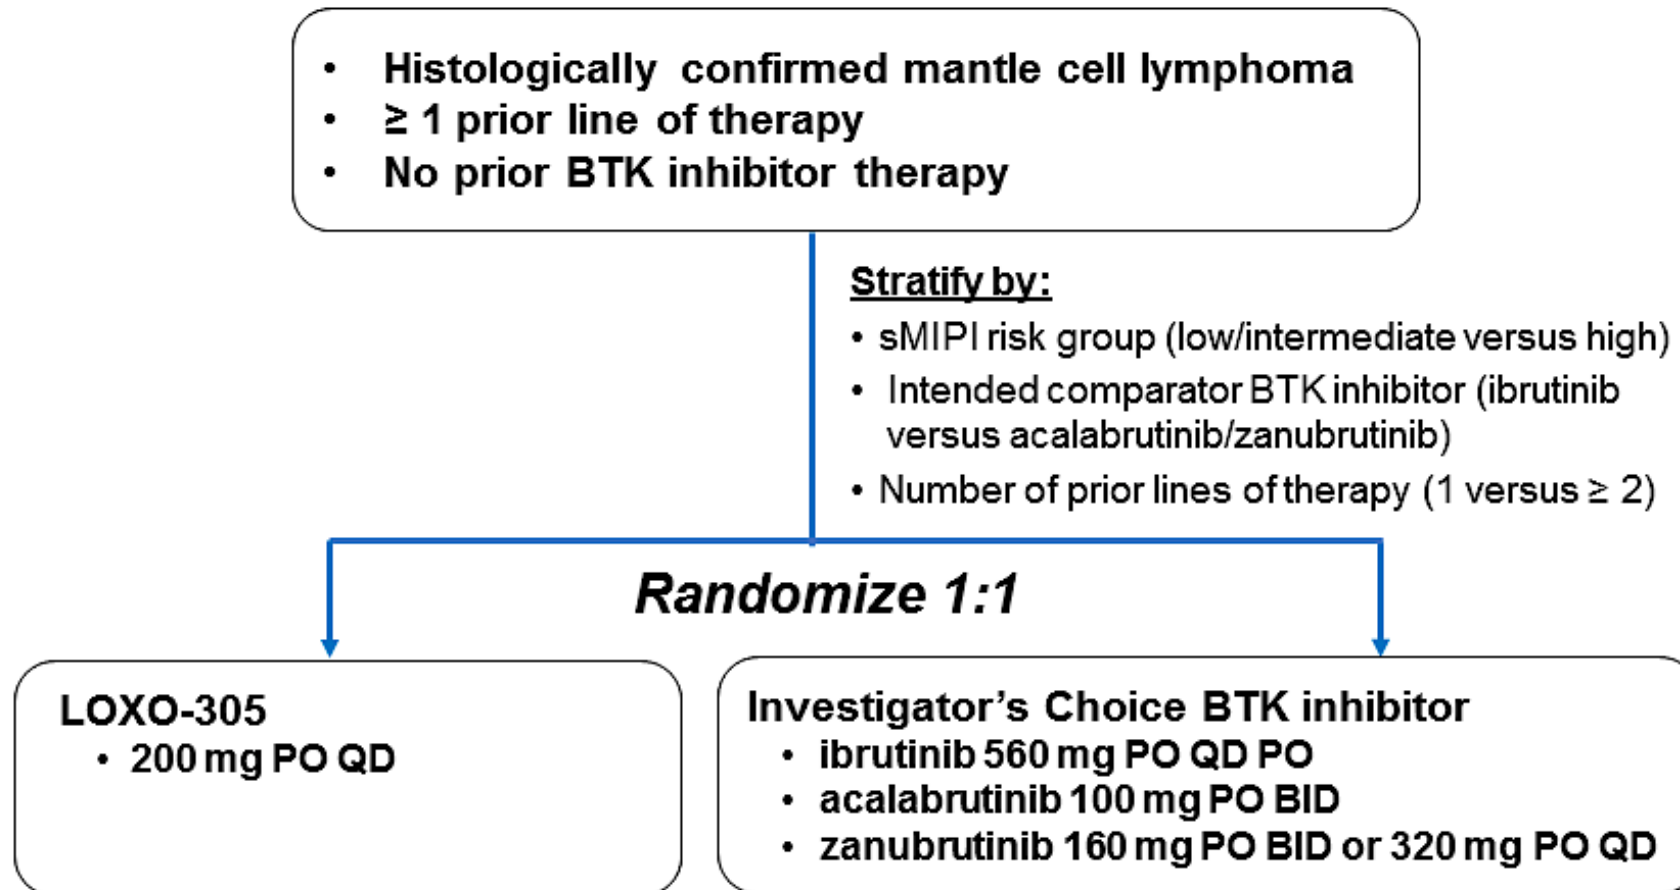 • Histologically confirmed mantle cell lymphoma
• ≥ 1 prior line of therapy
• No prior BTK inhibitor therapy
Stratify by:
• sMIPI risk group (low/intermediate versus high)
• Intended comparator BTK inhibitor (ibrutinib
versus acalabrutinib/zanubrutinib)
• Number of prior lines of therapy (1 versus ≥ 2)
Randomize 1:1
LOXO-305
• 200 mg PO QD
Investigator’s Choice BTK inhibitor
• ibrutinib 560 mg PO QD PO
• acalabrutinib 100 mg PO BID
• zanubrutinib 160 mg PO BID or 320 mg PO QD